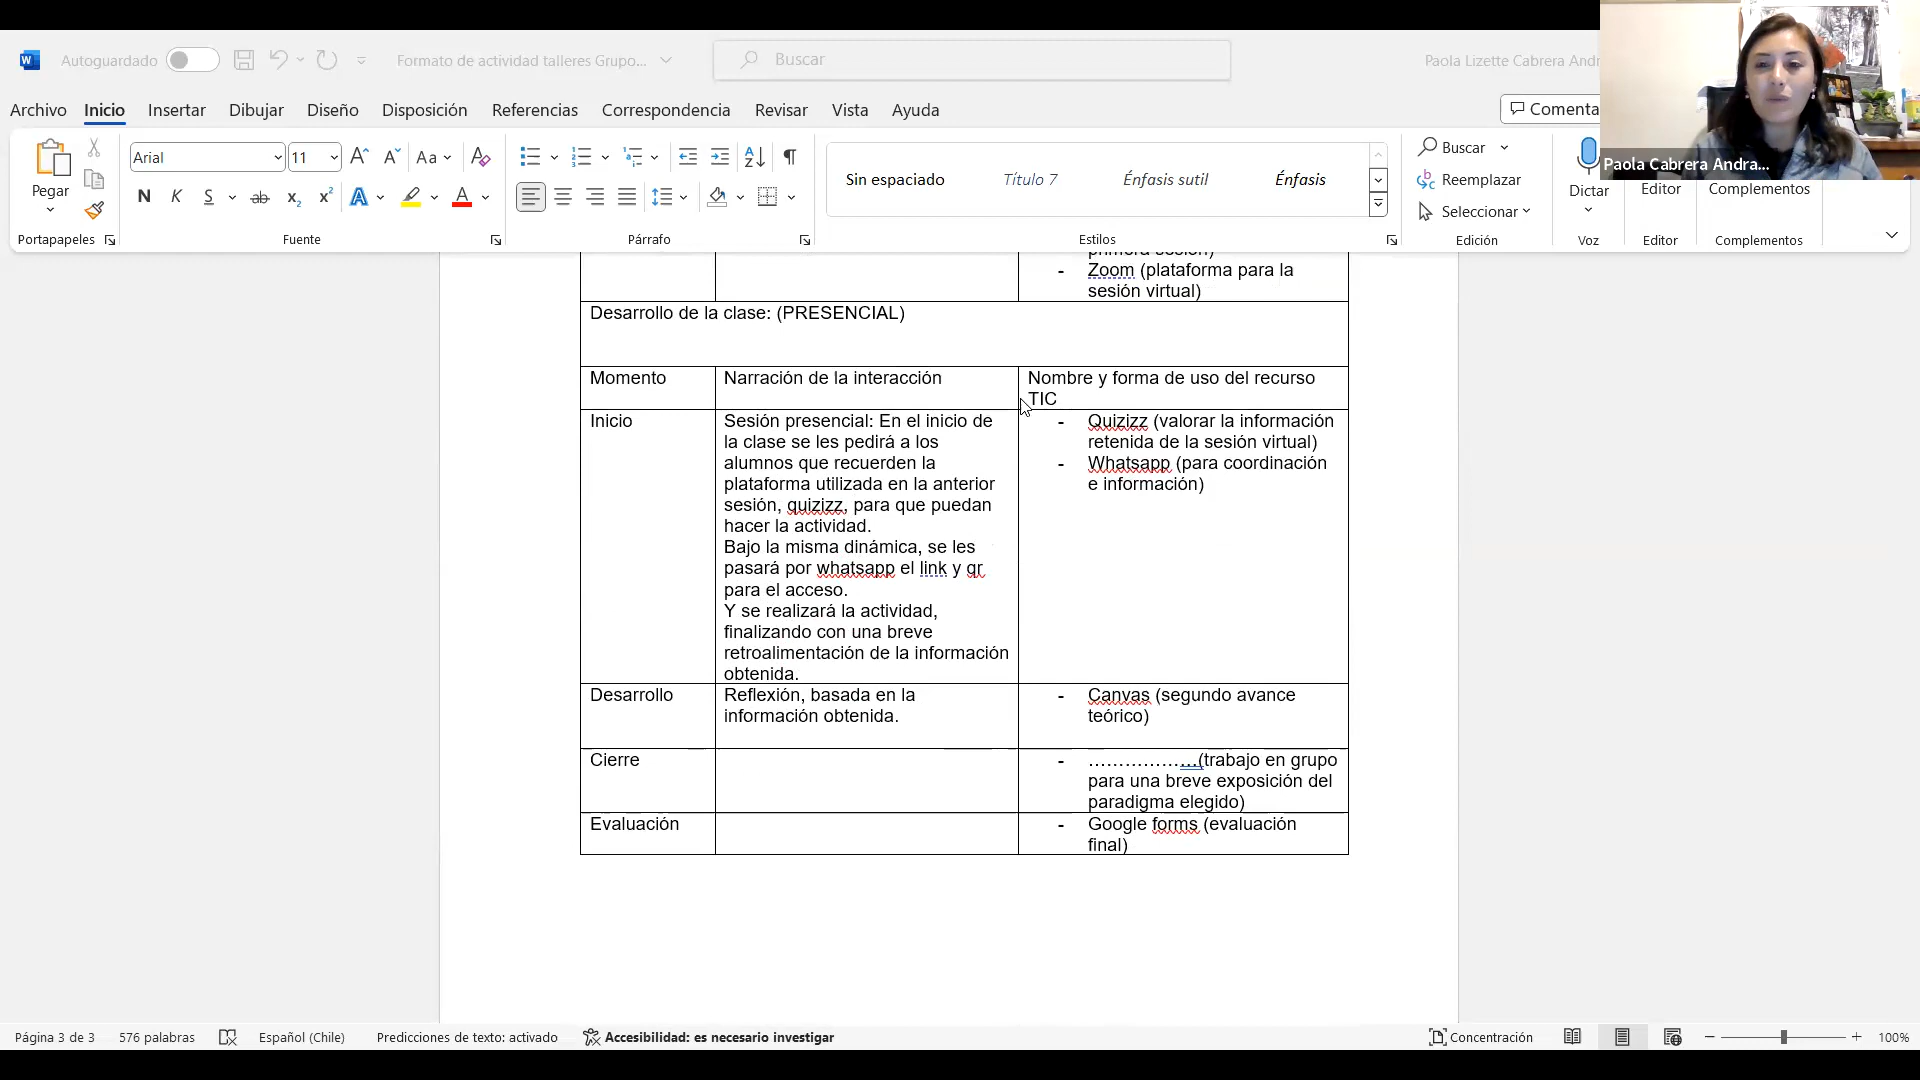 Autoguardado
Formato de actividad talleres Grupo...
Buscar
Paola Lizette Cabrera Andr
Archivo Inicio Insertar Dibujar Diseño Disposición Referencias Correspondencia Revisar Vista Ayuda
Comenta
Pegar
Arial
11
Aa
N K S ab x₂ x² A A
Sin espaciado
Título 7
Énfasis sutil
Énfasis
Buscar
Reemplazar
Seleccionar
Dictar
Editor
Complementos
Paola Cabrera Andra...
Portapapeles
Fuente
Párrafo
Estilos
Edición
Voz
Editor
Complementos
primera sesión)
- Zoom (plataforma para la
sesión virtual)
Desarrollo de la clase: (PRESENCIAL)
Momento
Narración de la interacción
Nombre y forma de uso del recurso
TIC
Inicio
Sesión presencial: En el inicio de
la clase se les pedirá a los
alumnos que recuerden la
plataforma utilizada en la anterior
sesión, quizizz, para que puedan
hacer la actividad.
Bajo la misma dinámica, se les
pasará por whatsapp el link y qr
para el acceso.
Y se realizará la actividad,
finalizando con una breve
retroalimentación de la información
obtenida.
- Quizizz (valorar la información
retenida de la sesión virtual)
- Whatsapp (para coordinación
e información)
Desarrollo
Reflexión, basada en la
información obtenida.
- Canvas (segundo avance
teórico)
Cierre
- ………………..(trabajo en grupo
para una breve exposición del
paradigma elegido)
Evaluación
- Google forms (evaluación
final)
Página 3 de 3
576 palabras
Español (Chile)
Predicciones de texto: activado
Accesibilidad: es necesario investigar
Concentración
100%